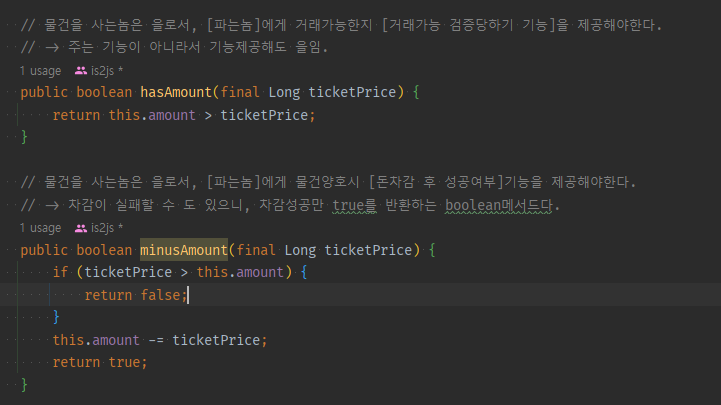 // 물건을 사는놈은 을로서, [파는놈]에게 거래가능한지 [거래가능 검증당하기 기능]을 제공해야한다.
// -> 주는 기능이 아니라서 기능제공해도 을임.
1 usage is2js *
public boolean hasAmount(final Long ticketPrice) {
return this.amount > ticketPrice;
}
// 물건을 사는놈은 을로서, [파는놈]에게 물건양호시 [돈차감 후 성공여부]기능을 제공해야한다.
// -> 차감이 실패할 수 도 있으니, 차감성공만 true를 반환하는 boolean메서드다.
1 usage is2js *
public boolean minusAmount(final Long ticketPrice) {
if (ticketPrice > this.amount) {
return false;
}
this.amount -= ticketPrice;
return true;
}